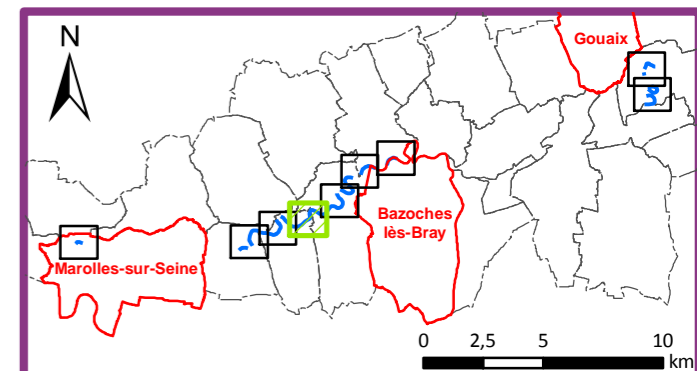 N
Gouaix
Bazoches
lès-Bray
Marolles-sur-Seine
0 2,5 5 10
km